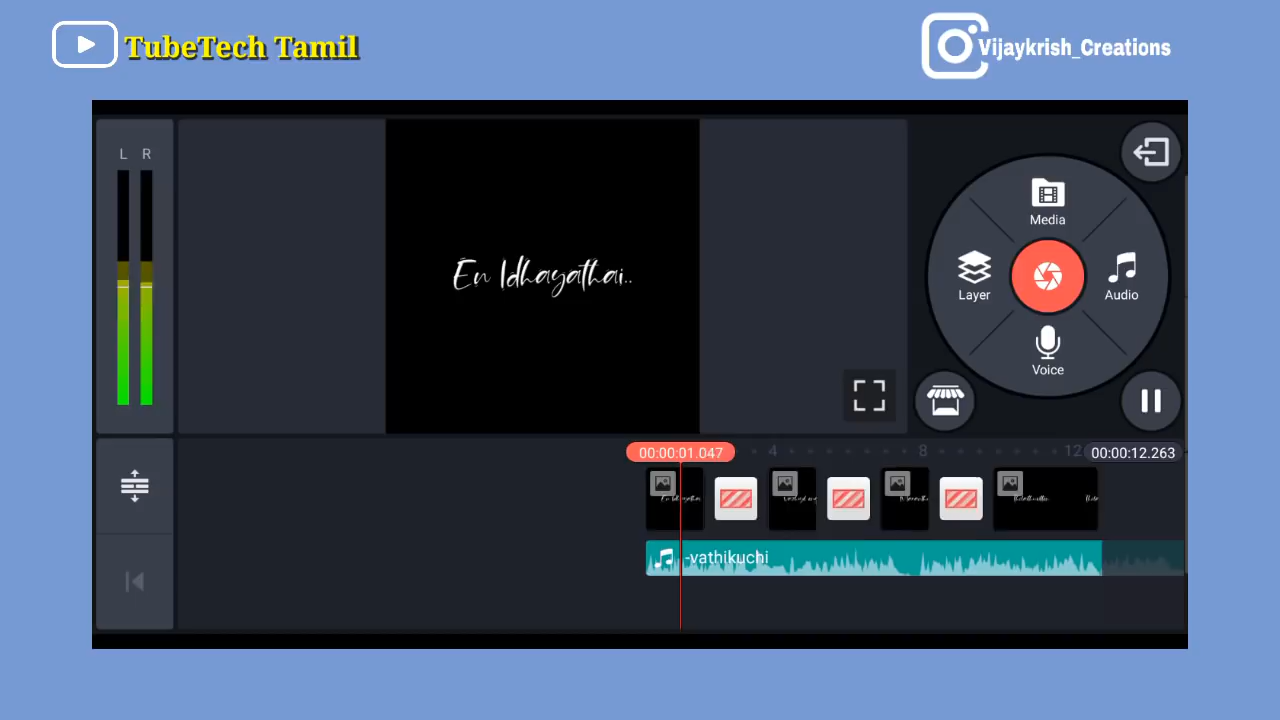 TubeTech Tamil
Vijaykrish_Creations
L R
En Idhayathai..
Media
Layer
Audio
Voice
00:00:01.047
4
8
12
00:00:12.263
-vathikuchi